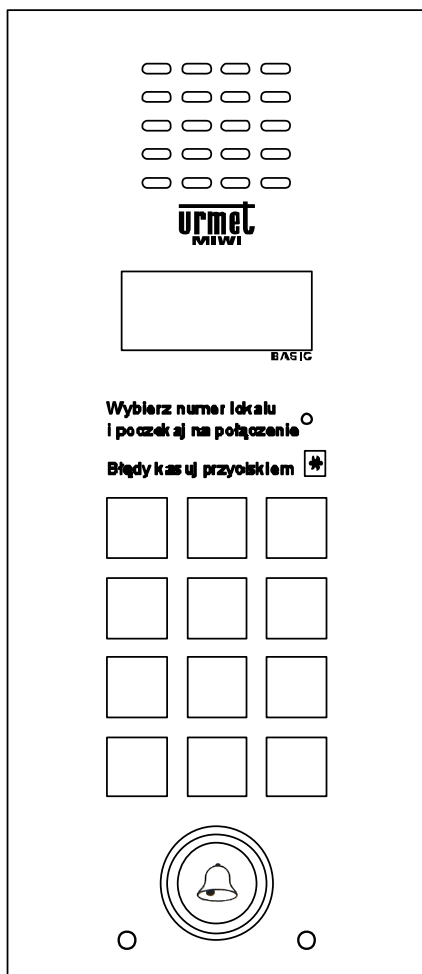 urmet
MIWI
BASIC
Wybierz numer lokalu
i poczekaj na połączenie
Błędy kasuj przyciskiem *